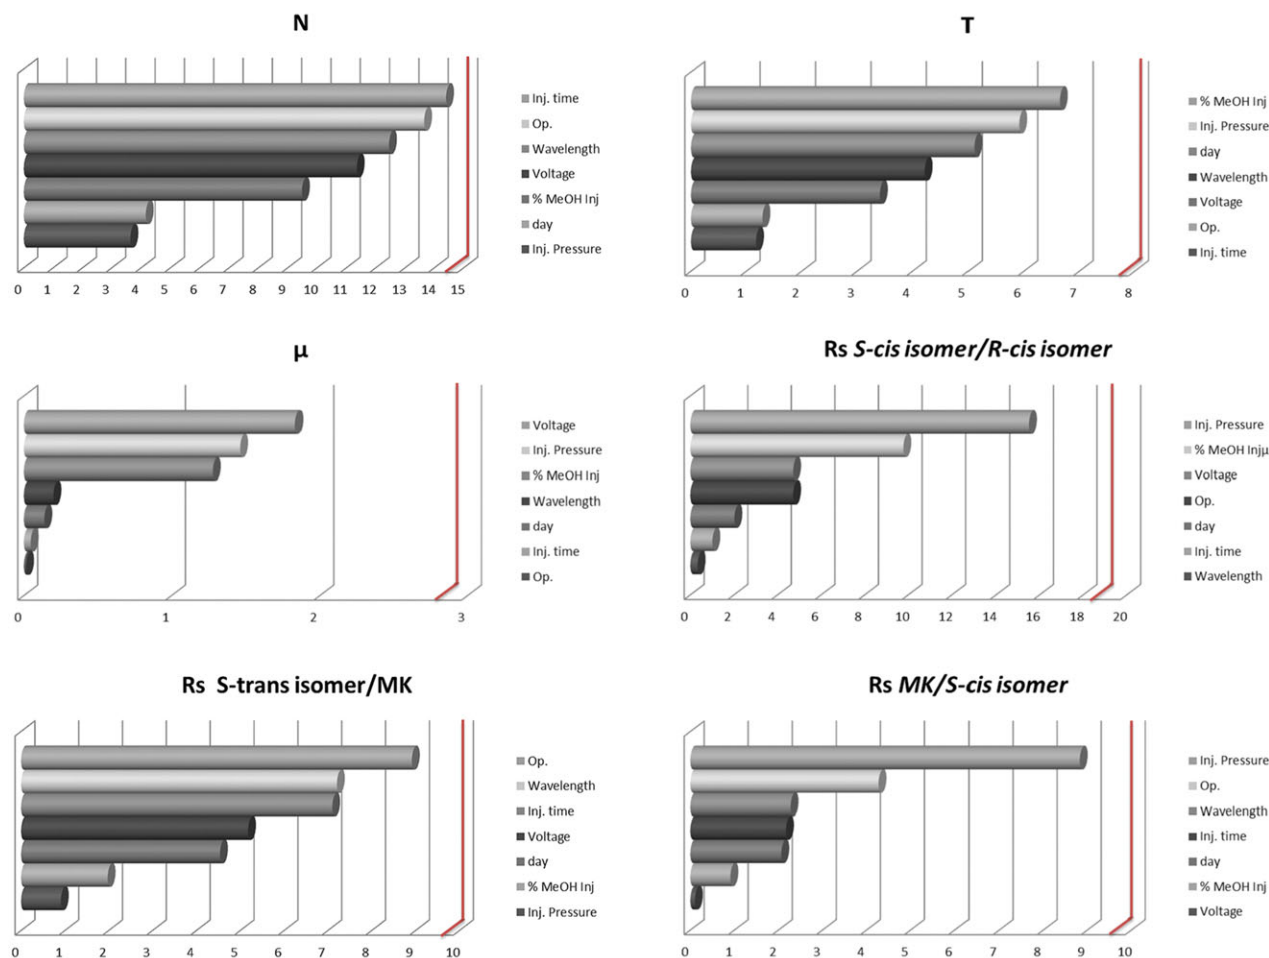 N
Inj. time
Op.
Wavelength
Voltage
% MeOH Inj
day
Inj. Pressure
0 1 2 3 4 5 6 7 8 9 10 11 12 13 14 15
T
% MeOH Inj
Inj. Pressure
day
Wavelength
Voltage
Op.
Inj. time
0 1 2 3 4 5 6 7 8
µ
Voltage
Inj. Pressure
% MeOH Inj
Wavelength
day
Inj. time
Op.
0 1 2 3
Rs S-cis isomer/R-cis isomer
Inj. Pressure
% MeOH Injµ
Voltage
Op.
day
Inj. time
Wavelength
0 2 4 6 8 10 12 14 16 18 20
Rs S-trans isomer/MK
Op.
Wavelength
Inj. time
Voltage
day
% MeOH Inj
Inj. Pressure
0 1 2 3 4 5 6 7 8 9 10
Rs MK/S-cis isomer
Inj. Pressure
Op.
Wavelength
Inj. time
day
% MeOH Inj
Voltage
0 1 2 3 4 5 6 7 8 9 10